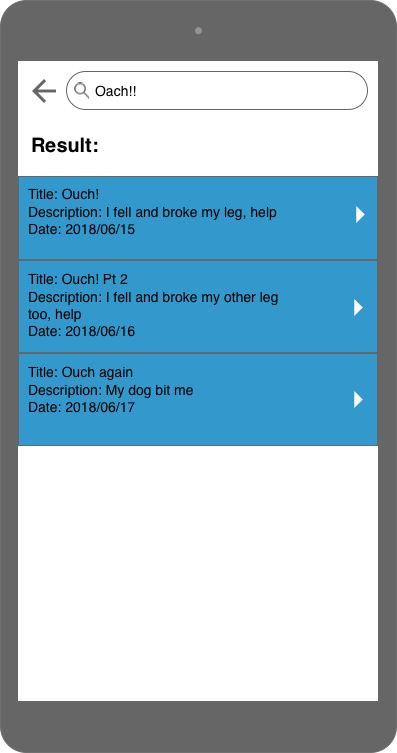 Oach!!
Result:
Title: Ouch!
Description: I fell and broke my leg, help
Date: 2018/06/15
Title: Ouch! Pt 2
Description: I fell and broke my other leg
too, help
Date: 2018/06/16
Title: Ouch again
Description: My dog bit me
Date: 2018/06/17